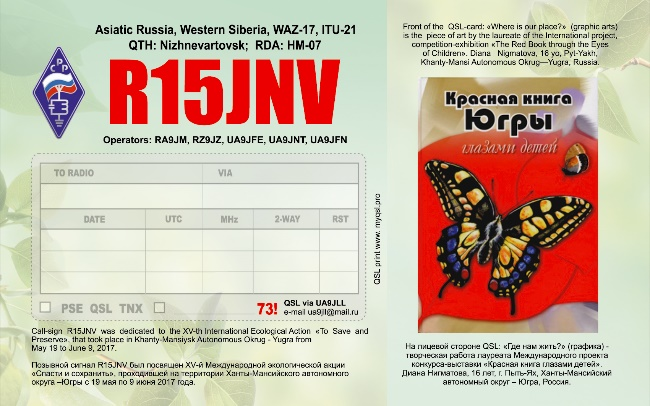 Asiatic Russia, Western Siberia, WAZ-17, ITU-21
QTH: Nizhnevartovsk; RDA: HM-07
СРР
R15JNV
Operators: RA9JM, RZ9JZ, UA9JFE, UA9JNT, UA9JFN
TO RADIO VIA
DATE UTC MHz 2-WAY RST
PSE QSL TNX
73! QSL via UA9JLL
e-mail ua9jll@mail.ru
QSL print www. myqsl.pro
Call-sign R15JNV was dedicated to the XV-th International Ecological Action «To Save and
Preserve», that took place in Khanty-Mansiysk Autonomous Okrug - Yugra from
May 19 to June 9, 2017.
Позывной сигнал R15JNV был посвящен XV-й Международной экологической акции
«Спасти и сохранить», проходившей на территории Ханты-Мансийского автономного
округа –Югры с 19 мая по 9 июня 2017 года.
Front of the QSL-card: «Where is our place?» (graphic arts)
is the piece of art by the laureate of the International project,
competition-exhibition «The Red Book through the Eyes
of Children». Diana Nigmatova, 16 yo, Pyt-Yakh,
Khanty-Mansi Autonomous Okrug—Yugra, Russia.
Красная книга
Югры
глазами детей
На лицевой стороне QSL: «Где нам жить?» (графика) -
творческая работа лауреата Международного проекта
конкурса-выставки «Красная книга глазами детей».
Диана Нигматова, 16 лет, г. Пыть-Ях, Ханты-Мансийский
автономный округ – Югра, Россия.